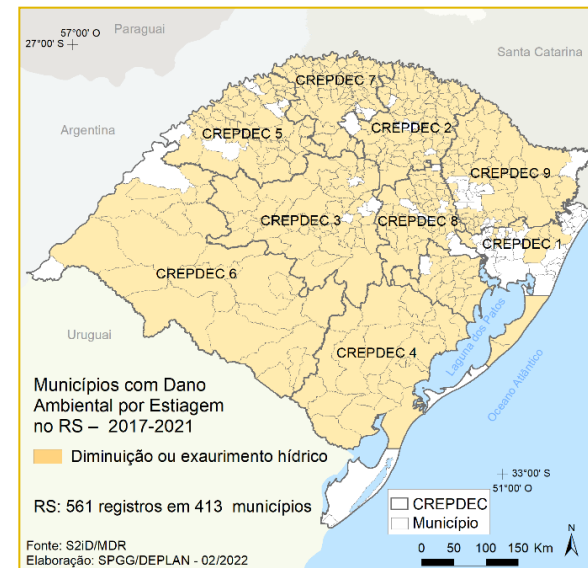 Paraguai
57°00' O
27°00' S
Santa Catarina
CREPDEC 7
Argentina
CREPDEC 5
CREPDEC 2
CREPDEC 9
CREPDEC 3
CREPDEC 8
CREPDEC 1
CREPDEC 6
Laguna dos Patos
Uruguai
CREPDEC 4
Oceano Atlântico
Municípios com Dano
Ambiental por Estiagem
no RS – 2017-2021
Diminuição ou exaurimento hídrico
33°00' S
51°00' O
RS: 561 registros em 413 municípios
CREPDEC
Município
Fonte: S2iD/MDR
Elaboração: SPGG/DEPLAN - 02/2022
0 50 100 150 Km
N